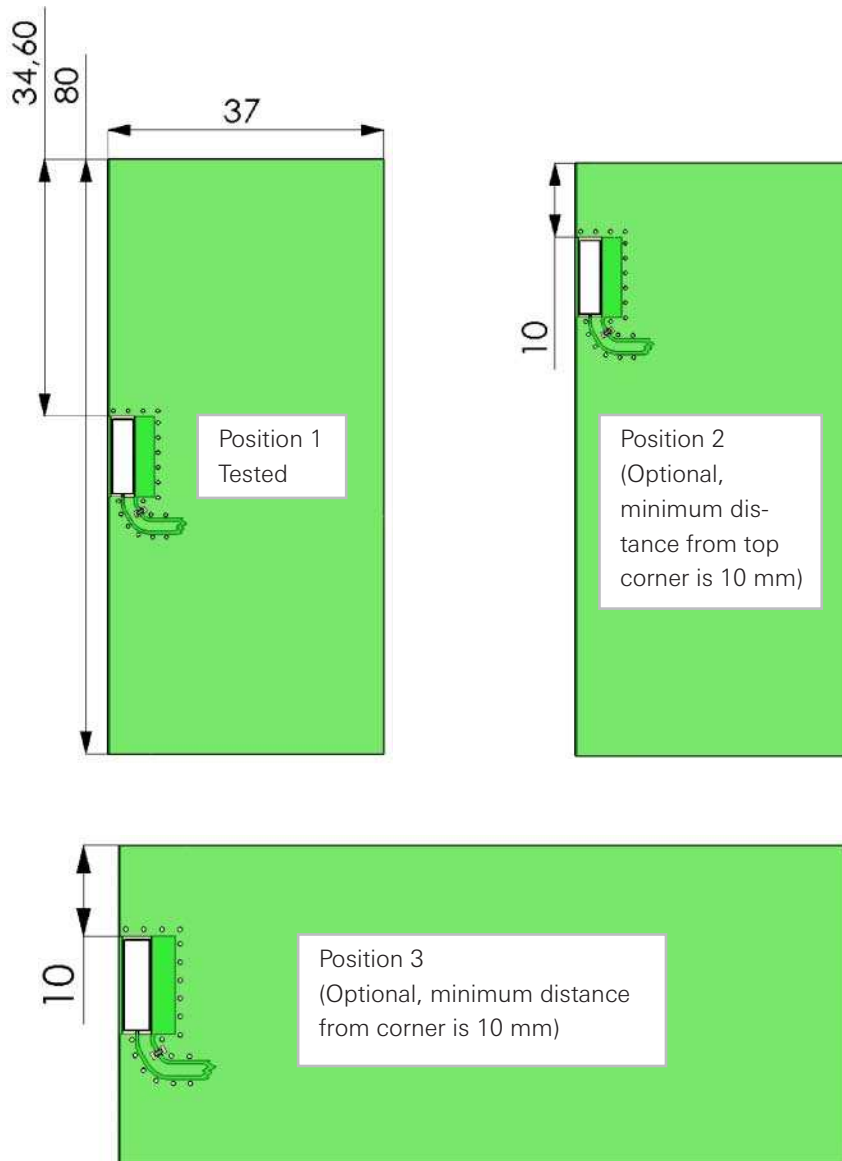 34,60
80
37
Position 1
Tested
10
Position 2
(Optional,
minimum dis-
tance from top
corner is 10 mm)
10
Position 3
(Optional, minimum distance
from corner is 10 mm)